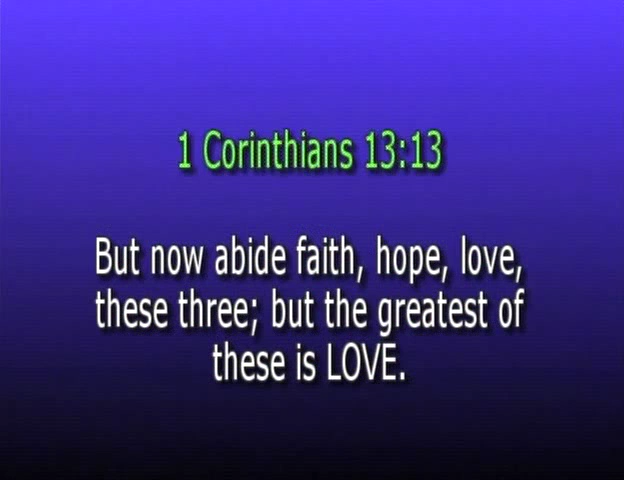 1 Corinthians 13:13
But now abide faith, hope, love,
these three; but the greatest of
these is LOVE.